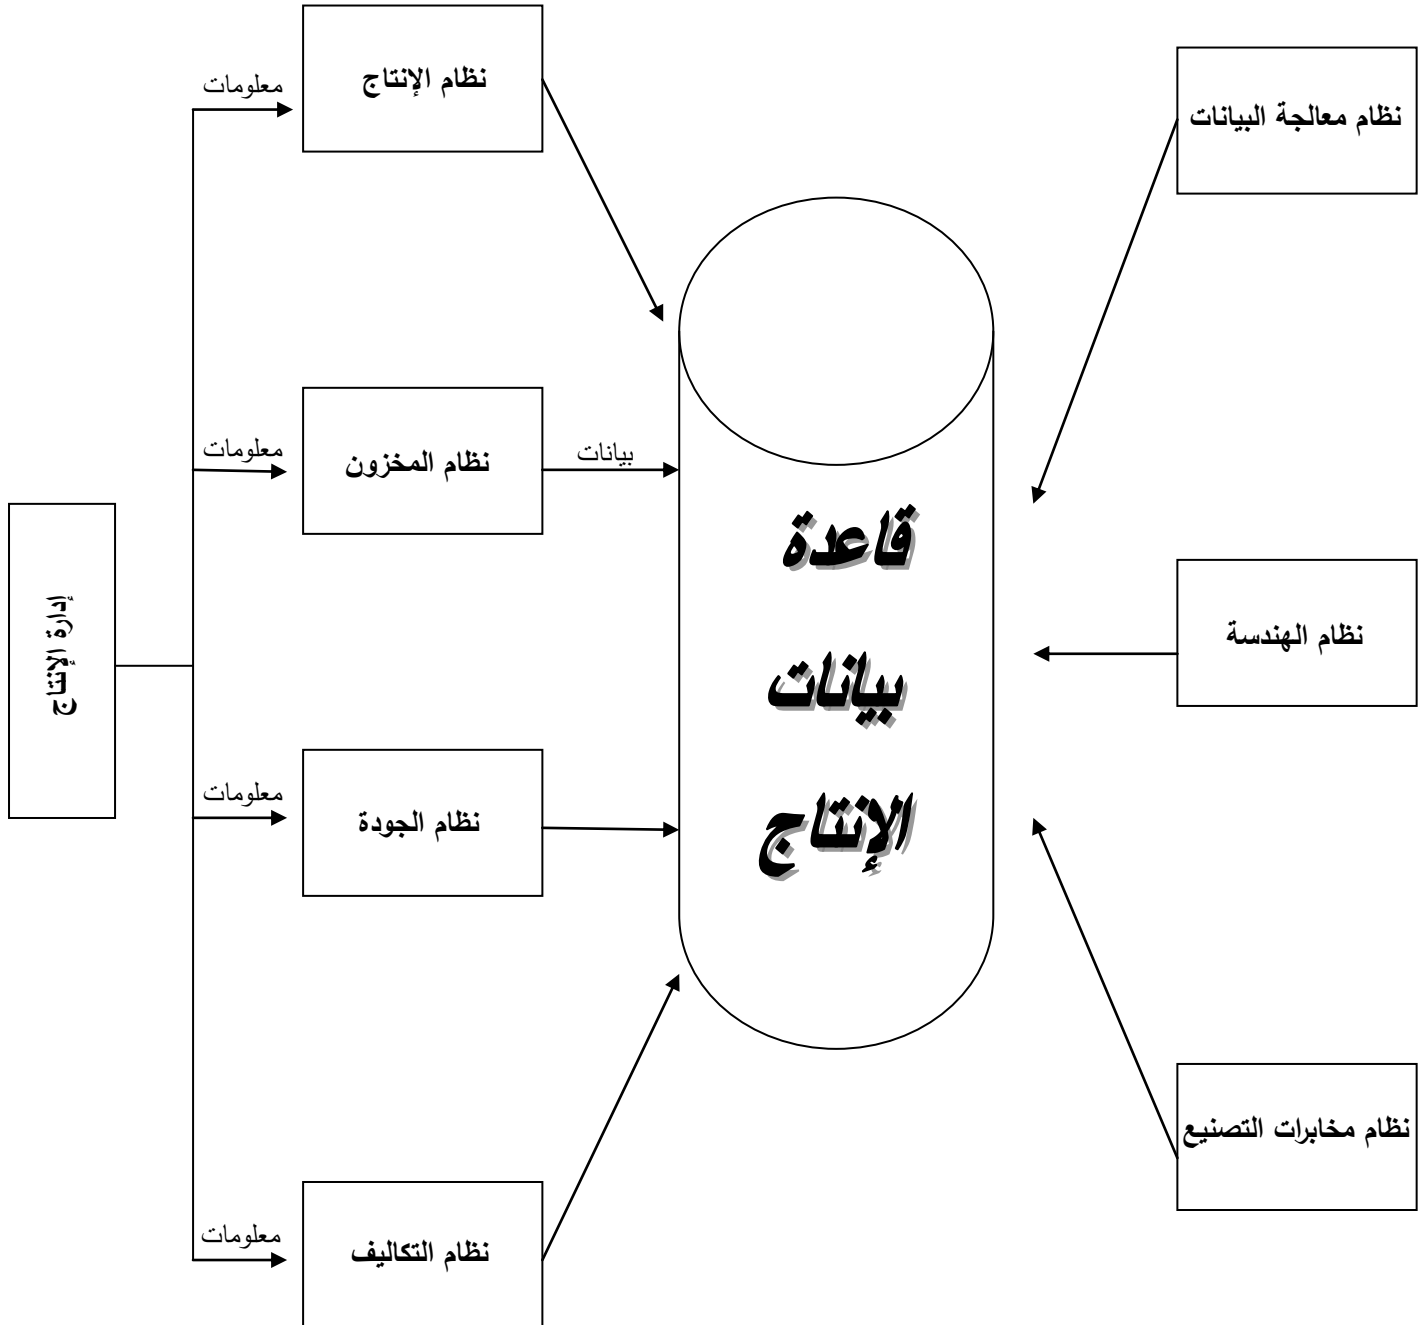 نظام الإنتاج
معلومات
نظام معالجة البيانات
نظام المخزون
معلومات
بيانات
قاعدة
بيانات
الإنتاج
إدارة الإنتاج
نظام الهندسة
نظام الجودة
معلومات
نظام مخابرات التصنيع
نظام التكاليف
معلومات